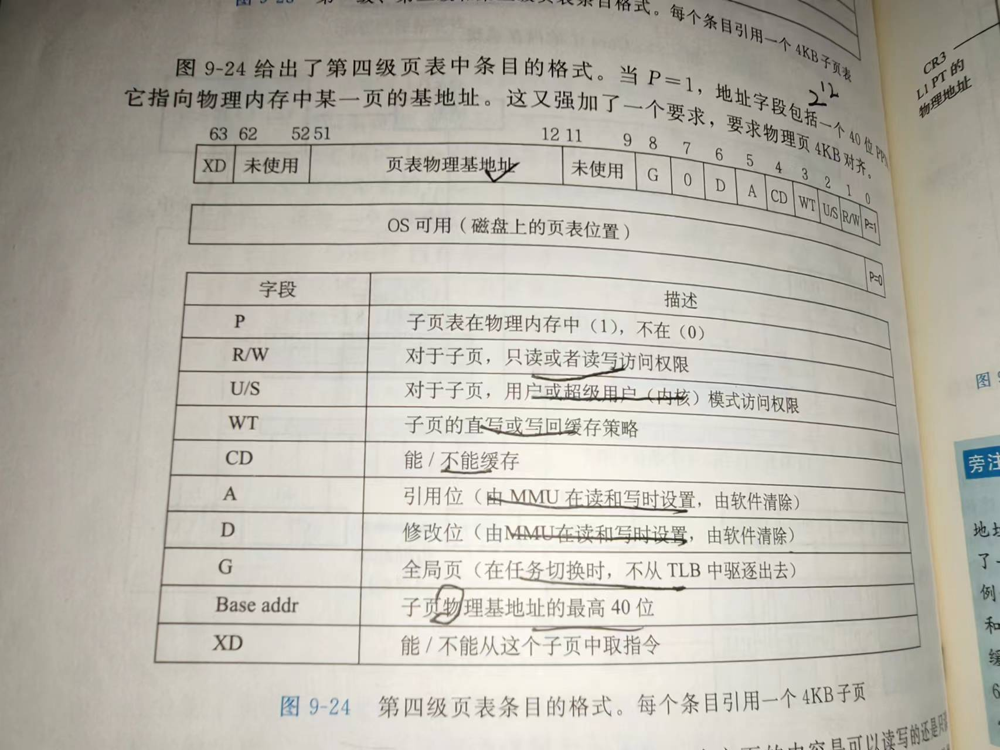 每个条目引用一个 4KB 子页表
图 9-24 给出了第四级页表中条目的格式。当 P=1，地址字段包括一个 40 位 PPN
2^12
它指向物理内存中某一页的基地址。这又强加了一个要求，要求物理页 4KB 对齐。
63 62 52 51 12 11 9 8 7 6 5 4 3 2 1 0
XD 未使用 页表物理基地址 未使用 G 0 D A CD WT U/S R/W P=1
OS 可用（磁盘上的页表位置） P=0
字段 描述
P 子页表在物理内存中（1），不在（0）
R/W 对于子页，只读或者读写访问权限
U/S 对于子页，用户或超级用户（内核）模式访问权限
WT 子页的直写或写回缓存策略
CD 能 / 不能缓存
A 引用位（由 MMU 在读和写时设置，由软件清除）
D 修改位（由MMU在读和写时设置，由软件清除）
G 全局页（在任务切换时，不从 TLB 中驱逐出去）
Base addr 子页物理基地址的最高 40 位
XD 能 / 不能从这个子页中取指令
图 9-24 第四级页表条目的格式。每个条目引用一个 4KB 子页
可以读写的还是只
CR3
L1 PT 的
物理地址
图
旁注
地
了
例
和
缓
6